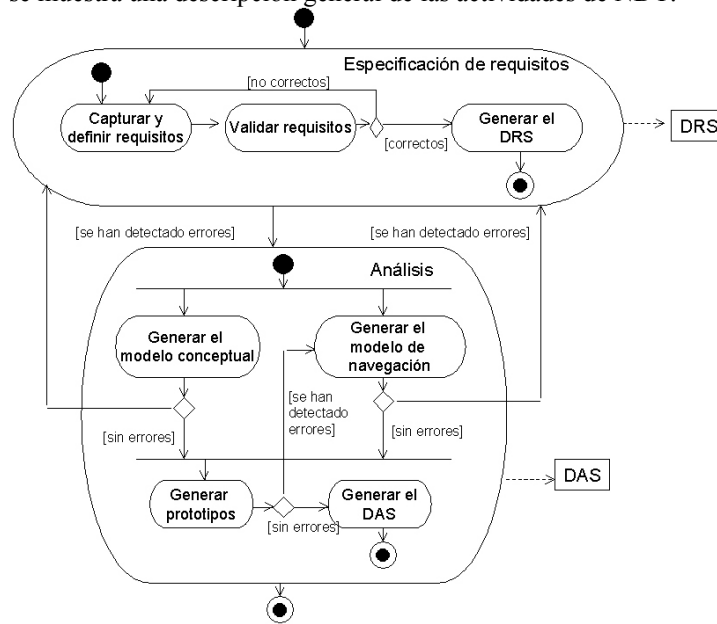 se muestra una descripción general de las actividades de NDT.
Especificación de requisitos
[no correctos]
Capturar y
definir requisitos
Validar requisitos
Generar el
DRS
[correctos]
DRS
[se han detectado errores]
[se han detectado errores]
Análisis
Generar el
modelo conceptual
Generar el
modelo de
navegación
[se han
detectado
errores]
[sin errores]
[sin errores]
Generar
prototipos
Generar el
DAS
[sin errores]
DAS